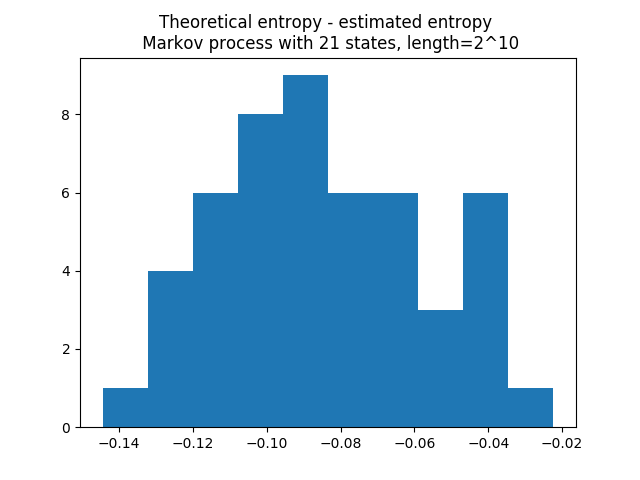 Theoretical entropy - estimated entropy
Markov process with 21 states, length=2^10
8
6
4
2
0
−0.14 −0.12 −0.10 −0.08 −0.06 −0.04 −0.02